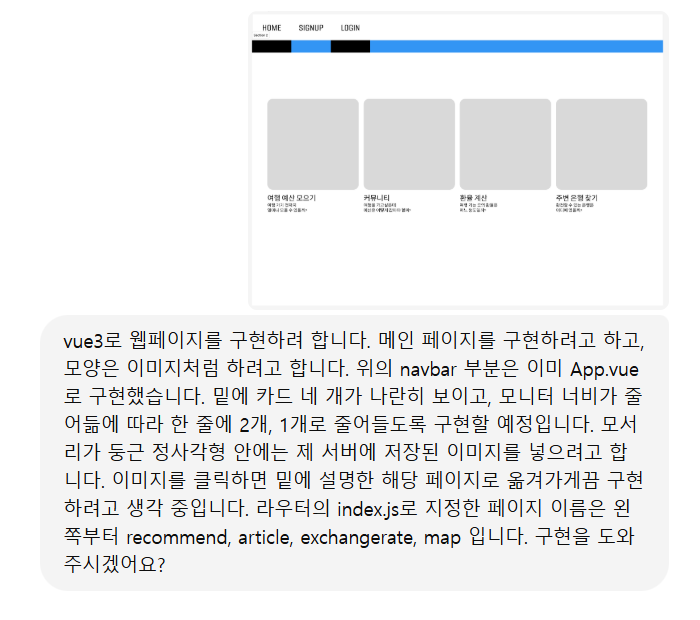 HOME SIGNUP LOGIN
section 2
여행 예산 모으기 커뮤니티 환율 계산 주변 은행 찾기
vue3로 웹페이지를 구현하려 합니다. 메인 페이지를 구현하려고 하고,
모양은 이미지처럼 하려고 합니다. 위의 navbar 부분은 이미 App.vue
로 구현했습니다. 밑에 카드 네 개가 나란히 보이고, 모니터 너비가 줄
어듦에 따라 한 줄에 2개, 1개로 줄어들도록 구현할 예정입니다. 모서
리가 둥근 정사각형 안에는 제 서버에 저장된 이미지를 넣으려고 합
니다. 이미지를 클릭하면 밑에 설명한 해당 페이지로 옮겨가게끔 구현
하려고 생각 중입니다. 라우터의 index.js로 지정한 페이지 이름은 왼
쪽부터 recommend, article, exchangerate, map 입니다. 구현을 도와
주시겠어요?